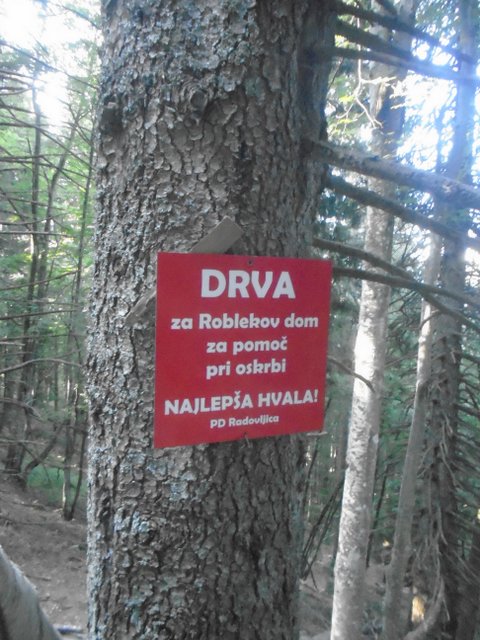 DRVA
za Roblekov dom
za pomoč
pri oskrbi
NAJLEPŠA HVALA!
PD Radovljica